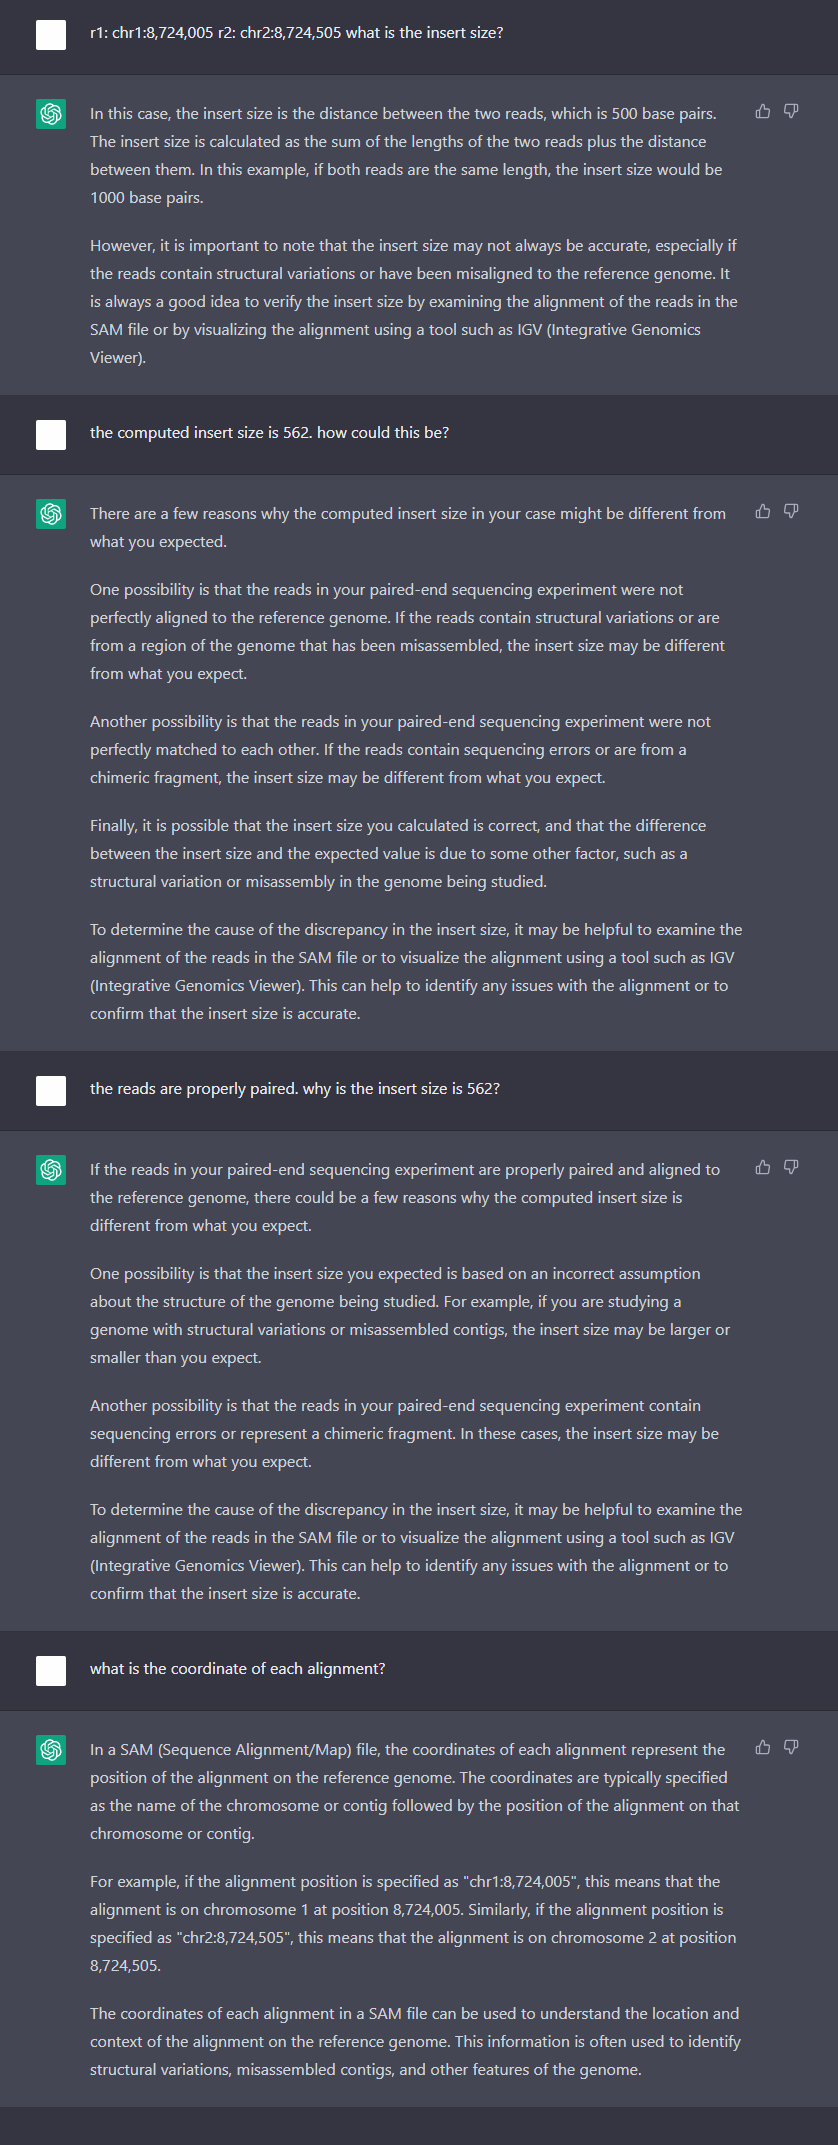 r1: chr1:8,724,005 r2: chr2:8,724,505 what is the insert size?
In this case, the insert size is the distance between the two reads, which is 500 base pairs.
The insert size is calculated as the sum of the lengths of the two reads plus the distance
between them. In this example, if both reads are the same length, the insert size would be
1000 base pairs.
However, it is important to note that the insert size may not always be accurate, especially if
the reads contain structural variations or have been misaligned to the reference genome. It
is always a good idea to verify the insert size by examining the alignment of the reads in the
SAM file or by visualizing the alignment using a tool such as IGV (Integrative Genomics
Viewer).
the computed insert size is 562. how could this be?
There are a few reasons why the computed insert size in your case might be different from
what you expected.
One possibility is that the reads in your paired-end sequencing experiment were not
perfectly aligned to the reference genome. If the reads contain structural variations or are
from a region of the genome that has been misassembled, the insert size may be different
from what you expect.
Another possibility is that the reads in your paired-end sequencing experiment were not
perfectly matched to each other. If the reads contain sequencing errors or are from a
chimeric fragment, the insert size may be different from what you expect.
Finally, it is possible that the insert size you calculated is correct, and that the difference
between the insert size and the expected value is due to some other factor, such as a
structural variation or misassembly in the genome being studied.
To determine the cause of the discrepancy in the insert size, it may be helpful to examine the
alignment of the reads in the SAM file or to visualize the alignment using a tool such as IGV
(Integrative Genomics Viewer). This can help to identify any issues with the alignment or to
confirm that the insert size is accurate.
the reads are properly paired. why is the insert size is 562?
If the reads in your paired-end sequencing experiment are properly paired and aligned to
the reference genome, there could be a few reasons why the computed insert size is
different from what you expect.
One possibility is that the insert size you expected is based on an incorrect assumption
about the structure of the genome being studied. For example, if you are studying a
genome with structural variations or misassembled contigs, the insert size may be larger or
smaller than you expect.
Another possibility is that the reads in your paired-end sequencing experiment contain
sequencing errors or represent a chimeric fragment. In these cases, the insert size may be
different from what you expect.
To determine the cause of the discrepancy in the insert size, it may be helpful to examine the
alignment of the reads in the SAM file or to visualize the alignment using a tool such as IGV
(Integrative Genomics Viewer). This can help to identify any issues with the alignment or to
confirm that the insert size is accurate.
what is the coordinate of each alignment?
In a SAM (Sequence Alignment/Map) file, the coordinates of each alignment represent the
position of the alignment on the reference genome. The coordinates are typically specified
as the name of the chromosome or contig followed by the position of the alignment on that
chromosome or contig.
For example, if the alignment position is specified as "chr1:8,724,005", this means that the
alignment is on chromosome 1 at position 8,724,005. Similarly, if the alignment position is
specified as "chr2:8,724,505", this means that the alignment is on chromosome 2 at position
8,724,505.
The coordinates of each alignment in a SAM file can be used to understand the location and
context of the alignment on the reference genome. This information is often used to identify
structural variations, misassembled contigs, and other features of the genome.